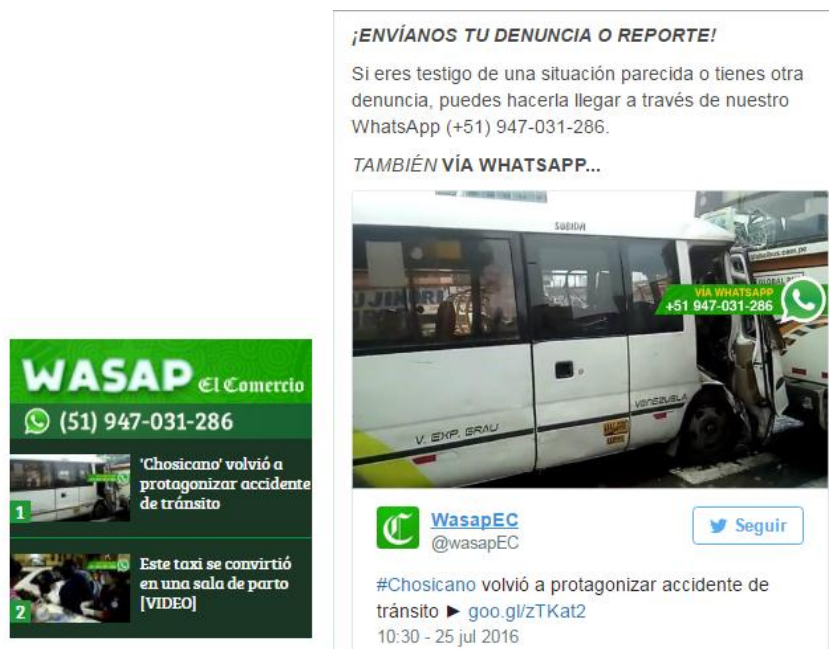 WASAP El Comercio
(51) 947-031-286
'Chosicano' volvió a
protagonizar accidente
de tránsito
1
Este taxi se convirtió
en una sala de parto
[VIDEO]
2
¡ENVÍANOS TU DENUNCIA O REPORTE!
Si eres testigo de una situación parecida o tienes otra
denuncia, puedes hacerla llegar a través de nuestro
WhatsApp (+51) 947-031-286.
TAMBIÉN VÍA WHATSAPP...
SUBIDA
VÍA WHATSAPP
+51 947-031-286
V. EXP. GRAU
VENEZUELA
WasapEC
@wasapEC
Seguir
#Chosicano volvió a protagonizar accidente de
tránsito ► goo.gl/zTKat2
10:30 - 25 jul 2016